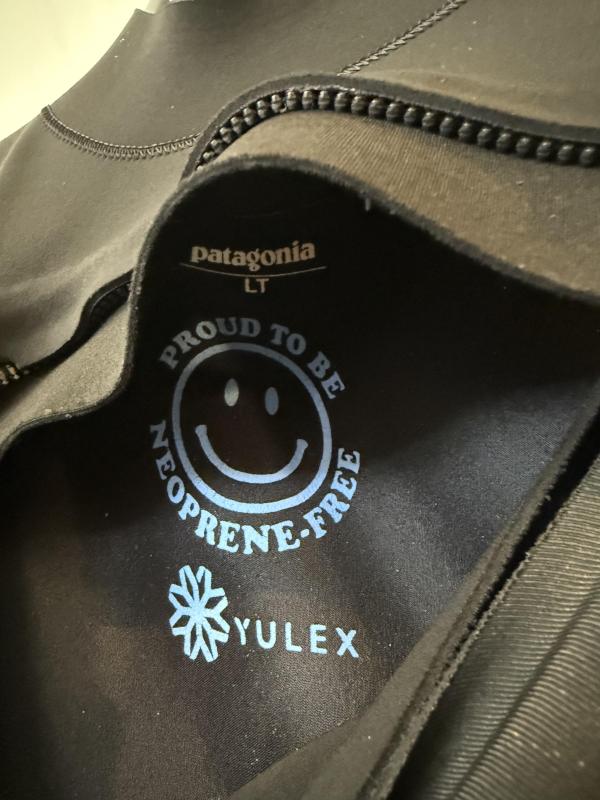 patagonia
LT
PROUD TO BE
NEOPRENE-FREE
YULEX